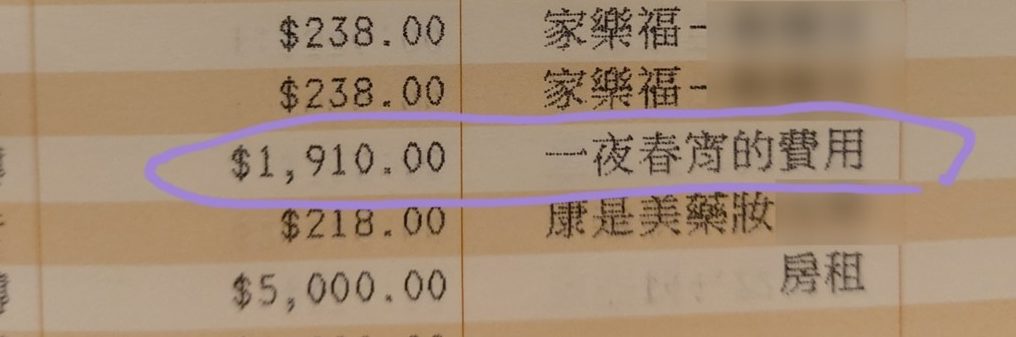 $238.00 家樂福-
$238.00 家樂福-
$1,910.00 一夜春宵的費用
$218.00 康是美藥妝
$5,000.00 房租